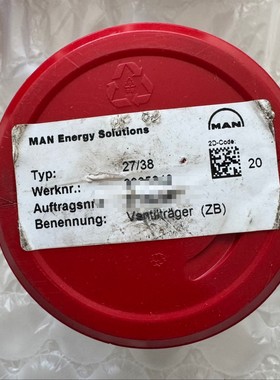 MAN Energy Solutions
MAN
2D-Code:
Typ: 27/38
20
Werknr.:
Auftragsnr
Benennung: Ventilträger (ZB)